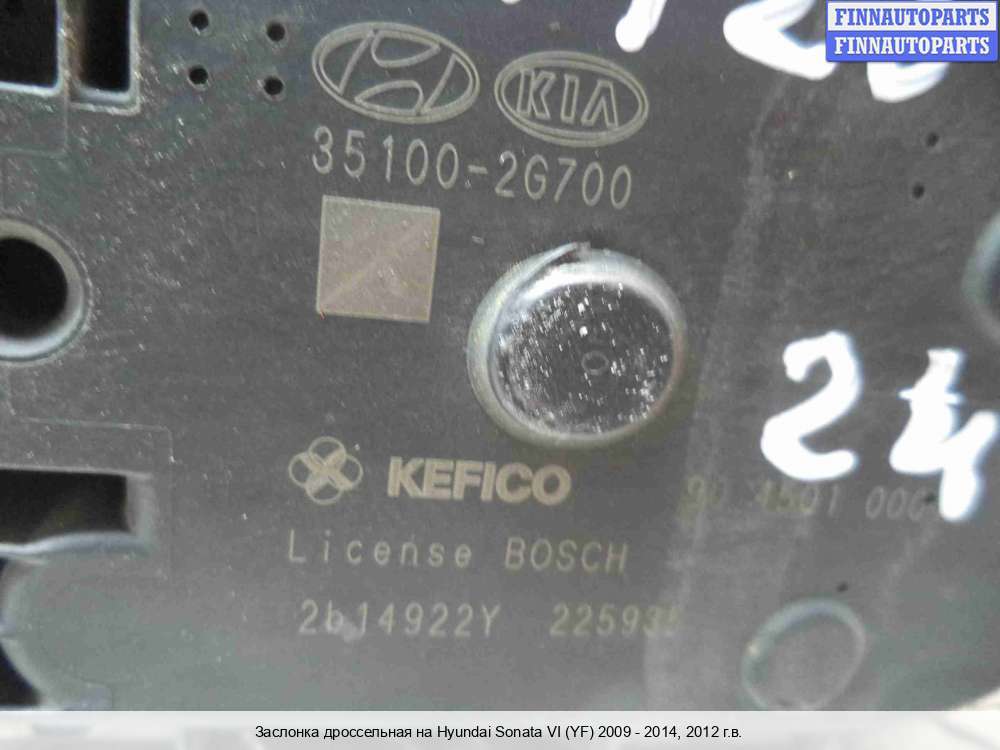 FINNAUTOPARTS
FINNAUTOPARTS
KIA
35100-2G700
KEFICO
License BOSCH
2b14922Y 22593
Заслонка дроссельная на Hyundai Sonata VI (YF) 2009 - 2014, 2012 г.в.